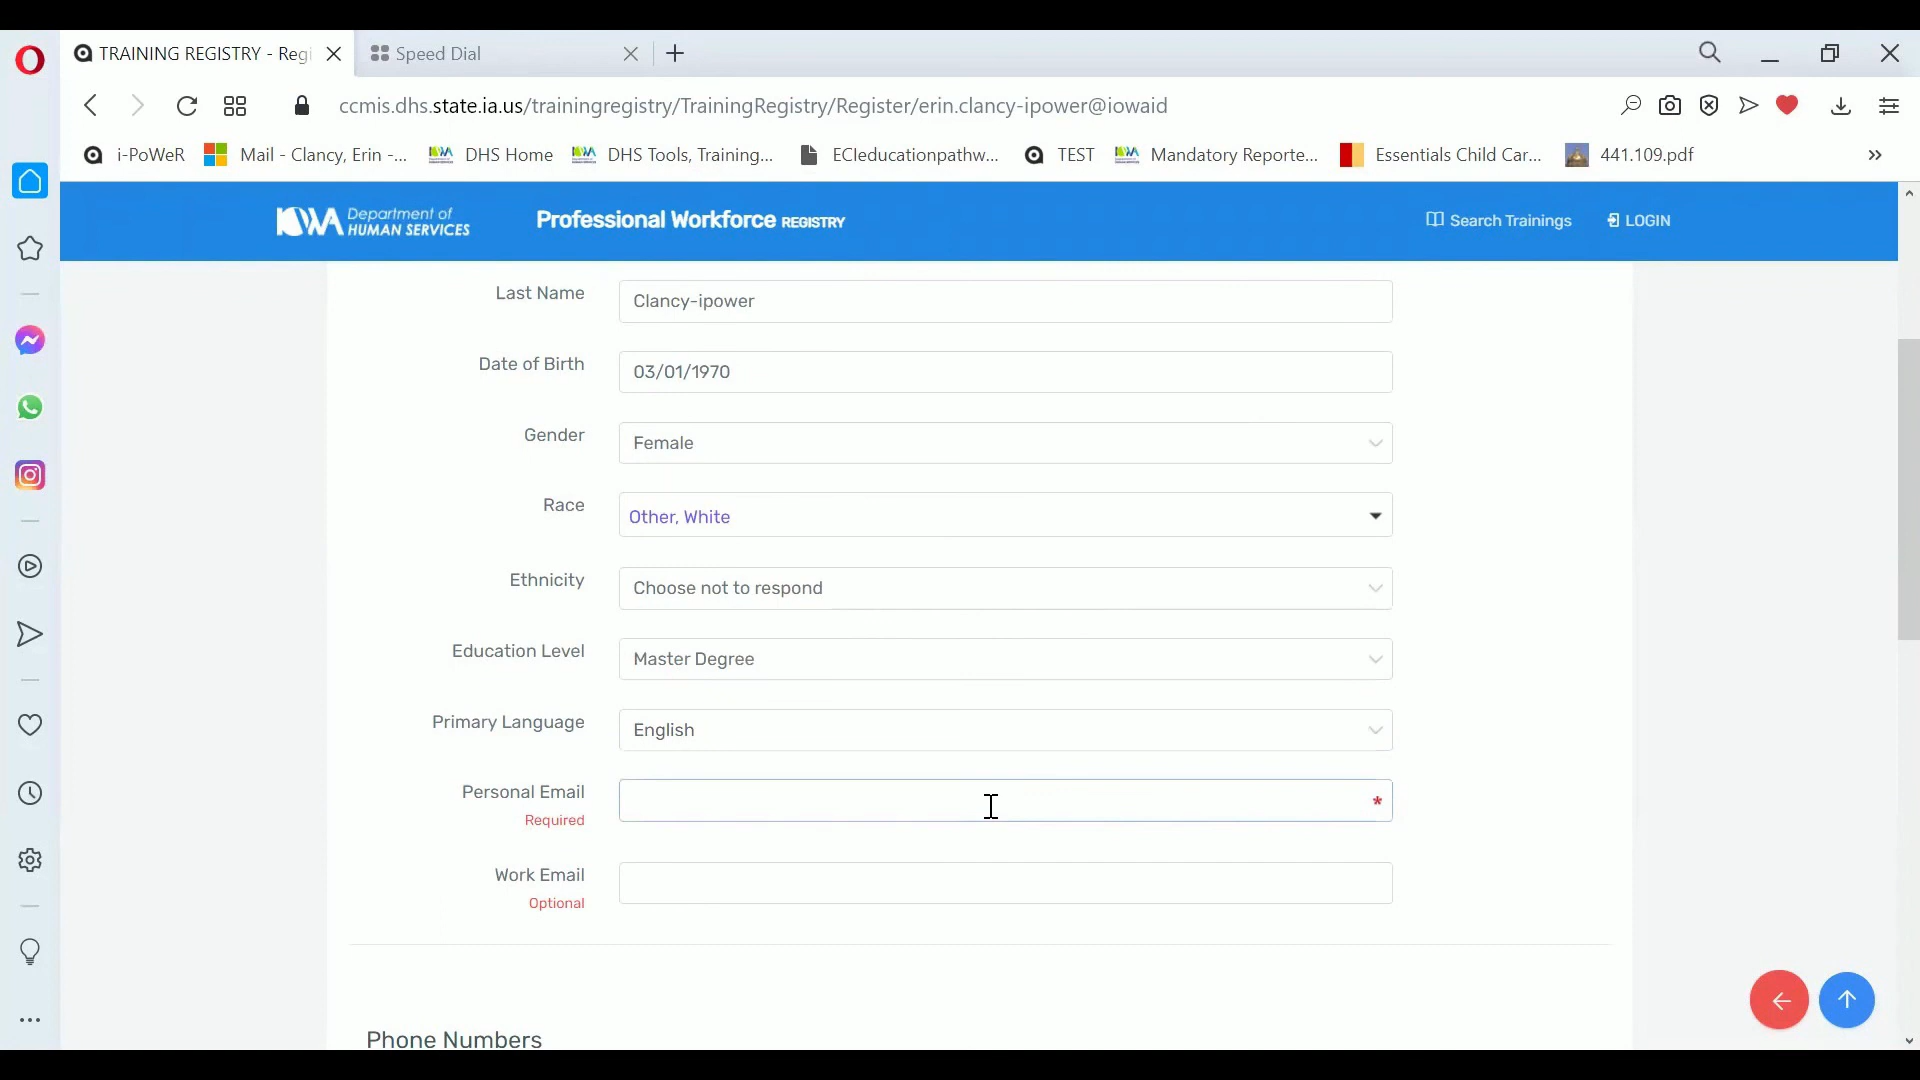 TRAINING REGISTRY - Regi
Speed Dial
ccmis.dhs.state.ia.us/trainingregistry/TrainingRegistry/Register/erin.clancy-ipower@iowaid
i-PoWeR
Mail - Clancy, Erin -...
DHS Home
DHS Tools, Training...
ECIeducationpathw...
TEST
Mandatory Reporte...
Essentials Child Car...
441.109.pdf
IOWA Department of HUMAN SERVICES
Professional Workforce REGISTRY
Search Trainings
LOGIN
Last Name
Clancy-ipower
Date of Birth
03/01/1970
Gender
Female
Race
Other, White
Ethnicity
Choose not to respond
Education Level
Master Degree
Primary Language
English
Personal Email
Required
*
Work Email
Optional
Phone Numbers